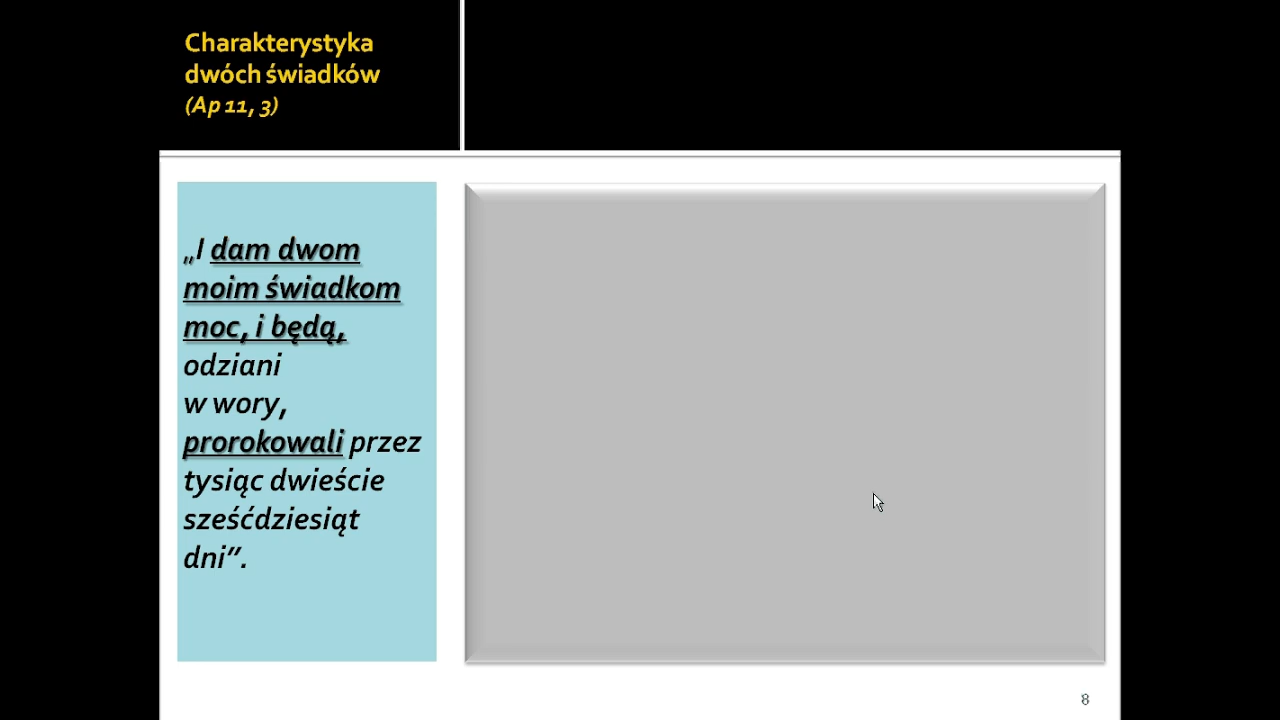 Charakterystyka
dwóch świadków
(Ap 11, 3)
„I dam dwom
moim świadkom
moc, i będą,
odziani
w wory,
prorokowali przez
tysiąc dwieście
sześćdziesiąt
dni”.
8